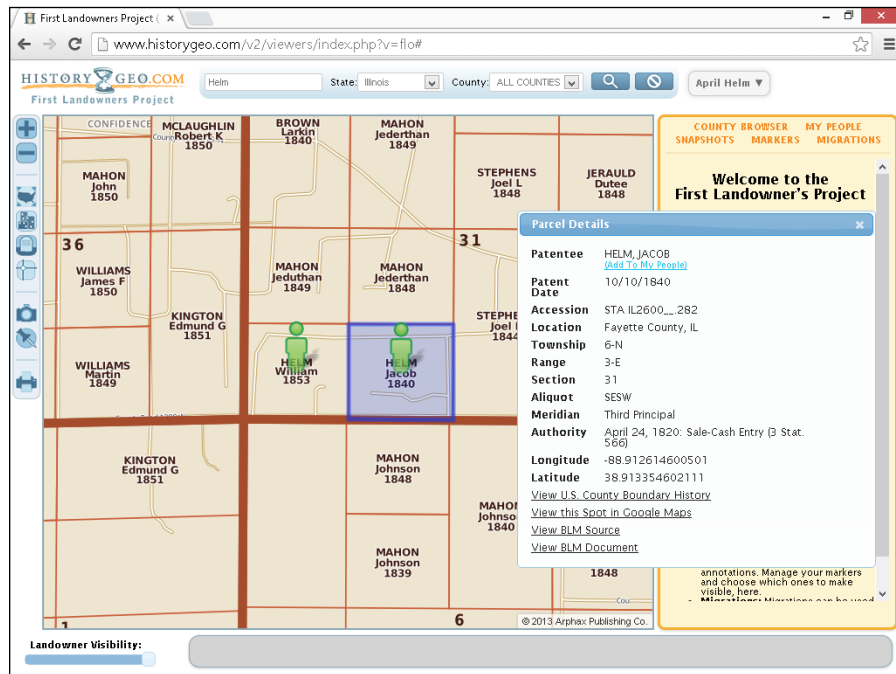 First Landowners Project (
www.historygeo.com/v2/viewers/index.php?v=flo#
HISTORY GEO.COM
First Landowners Project
Helm
State: Illinois
County: ALL COUNTIES
April Helm ▼
COUNTY BROWSER MY PEOPLE
SNAPSHOTS MARKERS MIGRATIONS
Welcome to the
First Landowner's Project
CONFIDENCE
MCLAUGHLIN
Robert K
1850
BROWN
Larkin
1840
MAHON
Jederthan
1849
MAHON
John
1850
STEPHENS
Joel L
1848
JERAULD
Dutee
1848
36
31
WILLIAMS
James F
1850
MAHON
Jeduthan
1849
MAHON
Jederthan
1848
KINGTON
Edmund G
1851
WILLIAMS
Martin
1849
HELM
William
1853
HELM
Jacob
1840
KINGTON
Edmund G
1851
MAHON
Johnson
1848
MAHON
Johnson
1839
1840
1848
1
6
Cou
© 2013 Arphax Publishing Co.
Parcel Details
Patentee HELM, JACOB
(Add To My People)
Patent
Date 10/10/1840
Accession STA IL2600__.282
Location Fayette County, IL
Township 6-N
Range 3-E
Section 31
Aliquot SESW
Meridian Third Principal
Authority April 24, 1820: Sale-Cash Entry (3 Stat.
566)
Longitude -88.912614600501
Latitude 38.913354602111
View U.S. County Boundary History
View this Spot in Google Maps
View BLM Source
View BLM Document
annotations. Manage your markers
and choose which ones to make
visible, here.
Landowner Visibility: